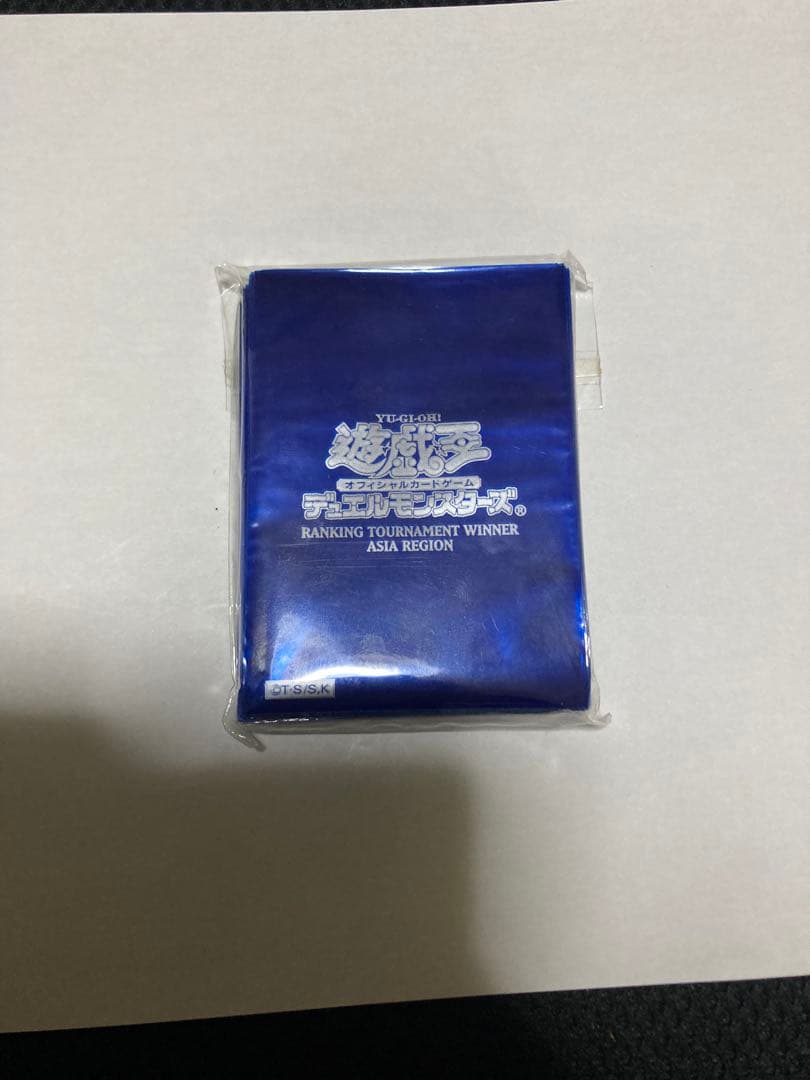 YU-GI-OH!
遊戯王
オフィシャルカードゲーム
デュエルモンスターズ®
RANKING TOURNAMENT WINNER
ASIA REGION
©T·S/S,K